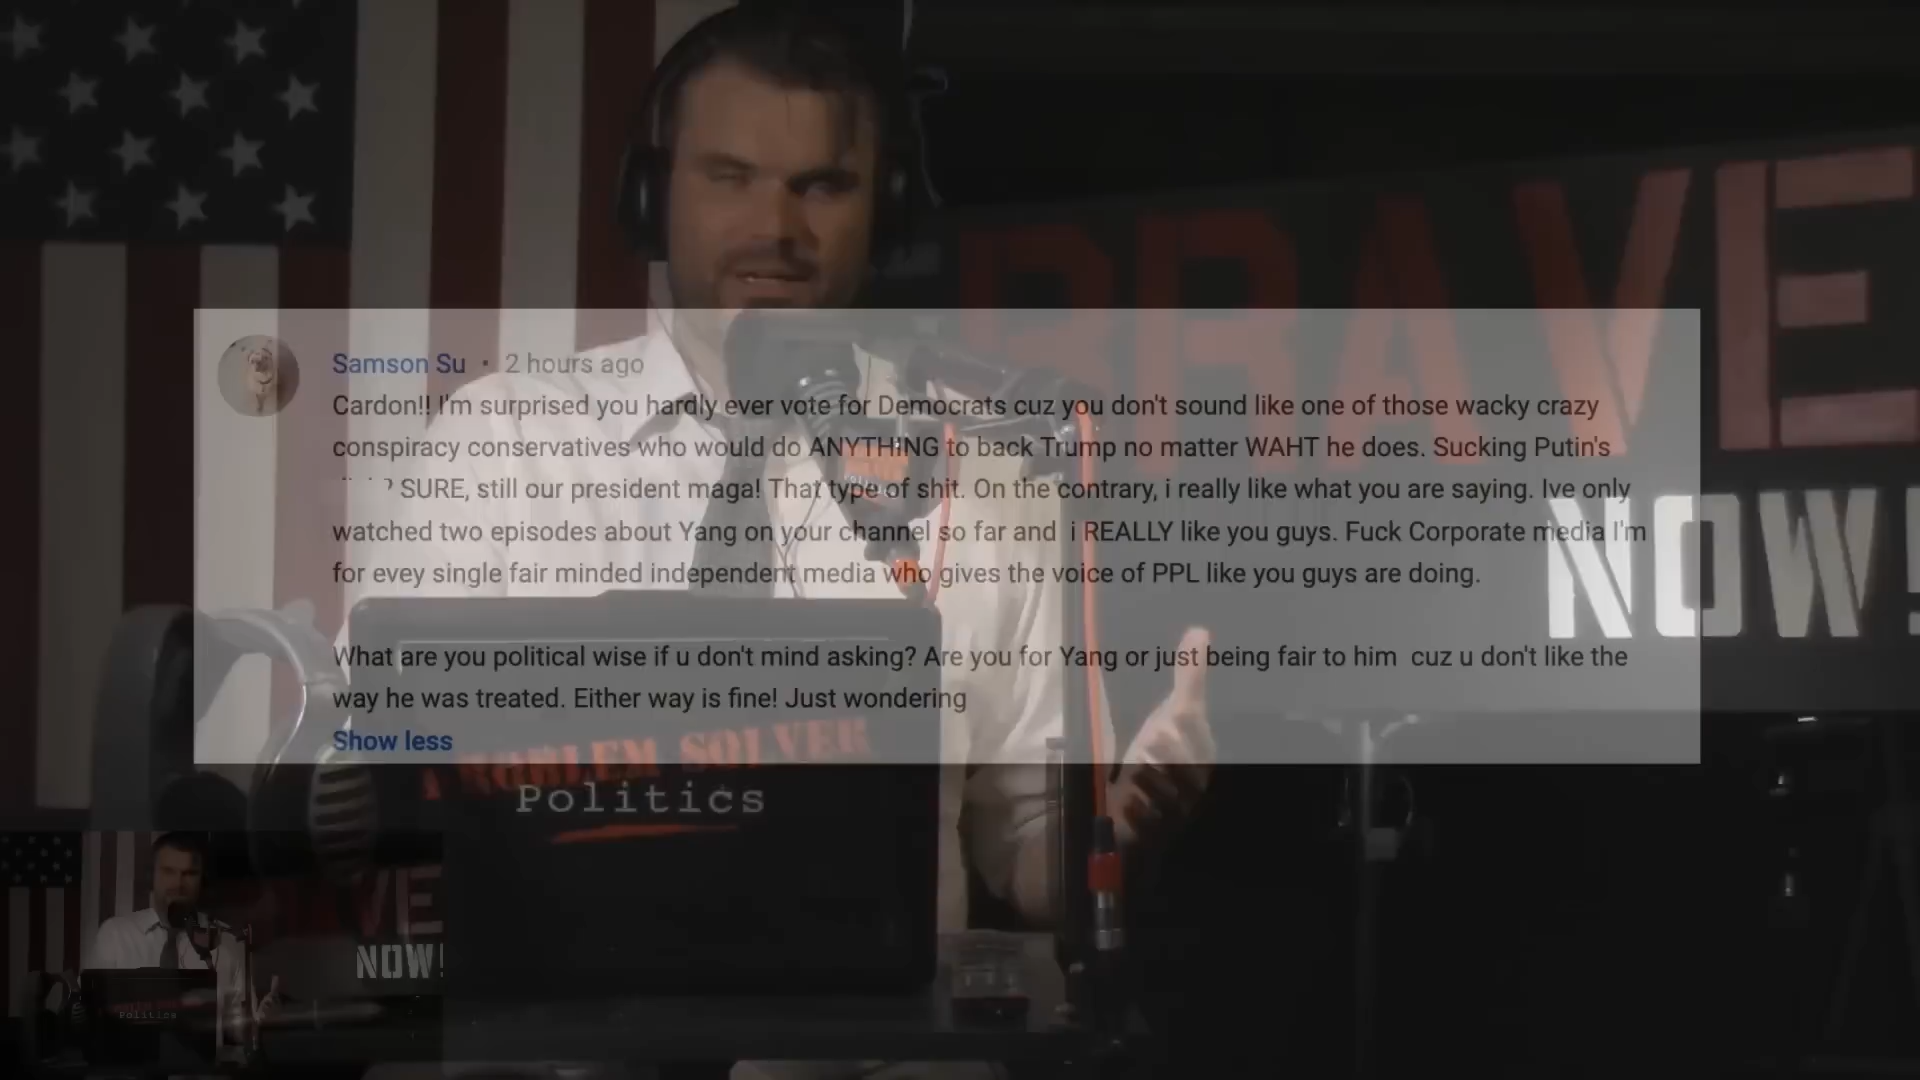 BRAVE
NOW!
Samson Su · 2 hours ago
Cardon!! I'm surprised you hardly ever vote for Democrats cuz you don't sound like one of those wacky crazy
conspiracy conservatives who would do ANYTHING to back Trump no matter WAHT he does. Sucking Putin's
? SURE, still our president maga! That type of shit. On the contrary, i really like what you are saying. Ive only
watched two episodes about Yang on your channel so far and i REALLY like you guys. Fuck Corporate media I'm
for evey single fair minded independent media who gives the voice of PPL like you guys are doing.
What are you political wise if u don't mind asking? Are you for Yang or just being fair to him cuz u don't like the
way he was treated. Either way is fine! Just wondering
Show less
PROBLEM SOLVER
Politics
AVE
NOW!
Politics